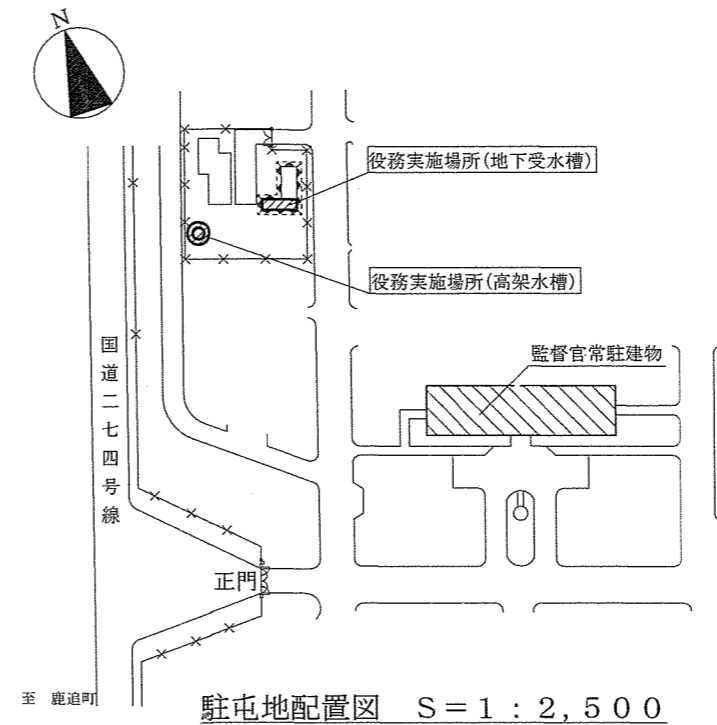 N
役務実施場所(地下受水槽)
役務実施場所(高架水槽)
監督官常駐建物
国道二七四号線
正門
至 鹿追町
駐屯地配置図 S=1:2,500